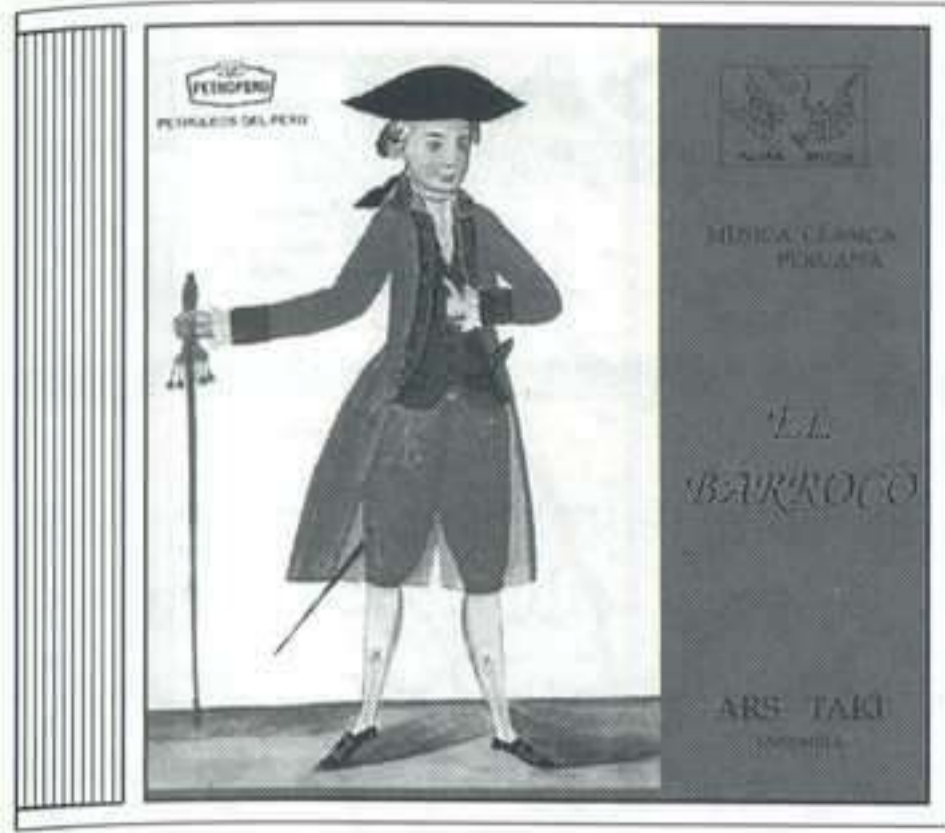 PETROPERU
PETROLEOS DEL PERU
MUSICA CLASICA
PERUANA
EL
BARROCO
ARS TAKI